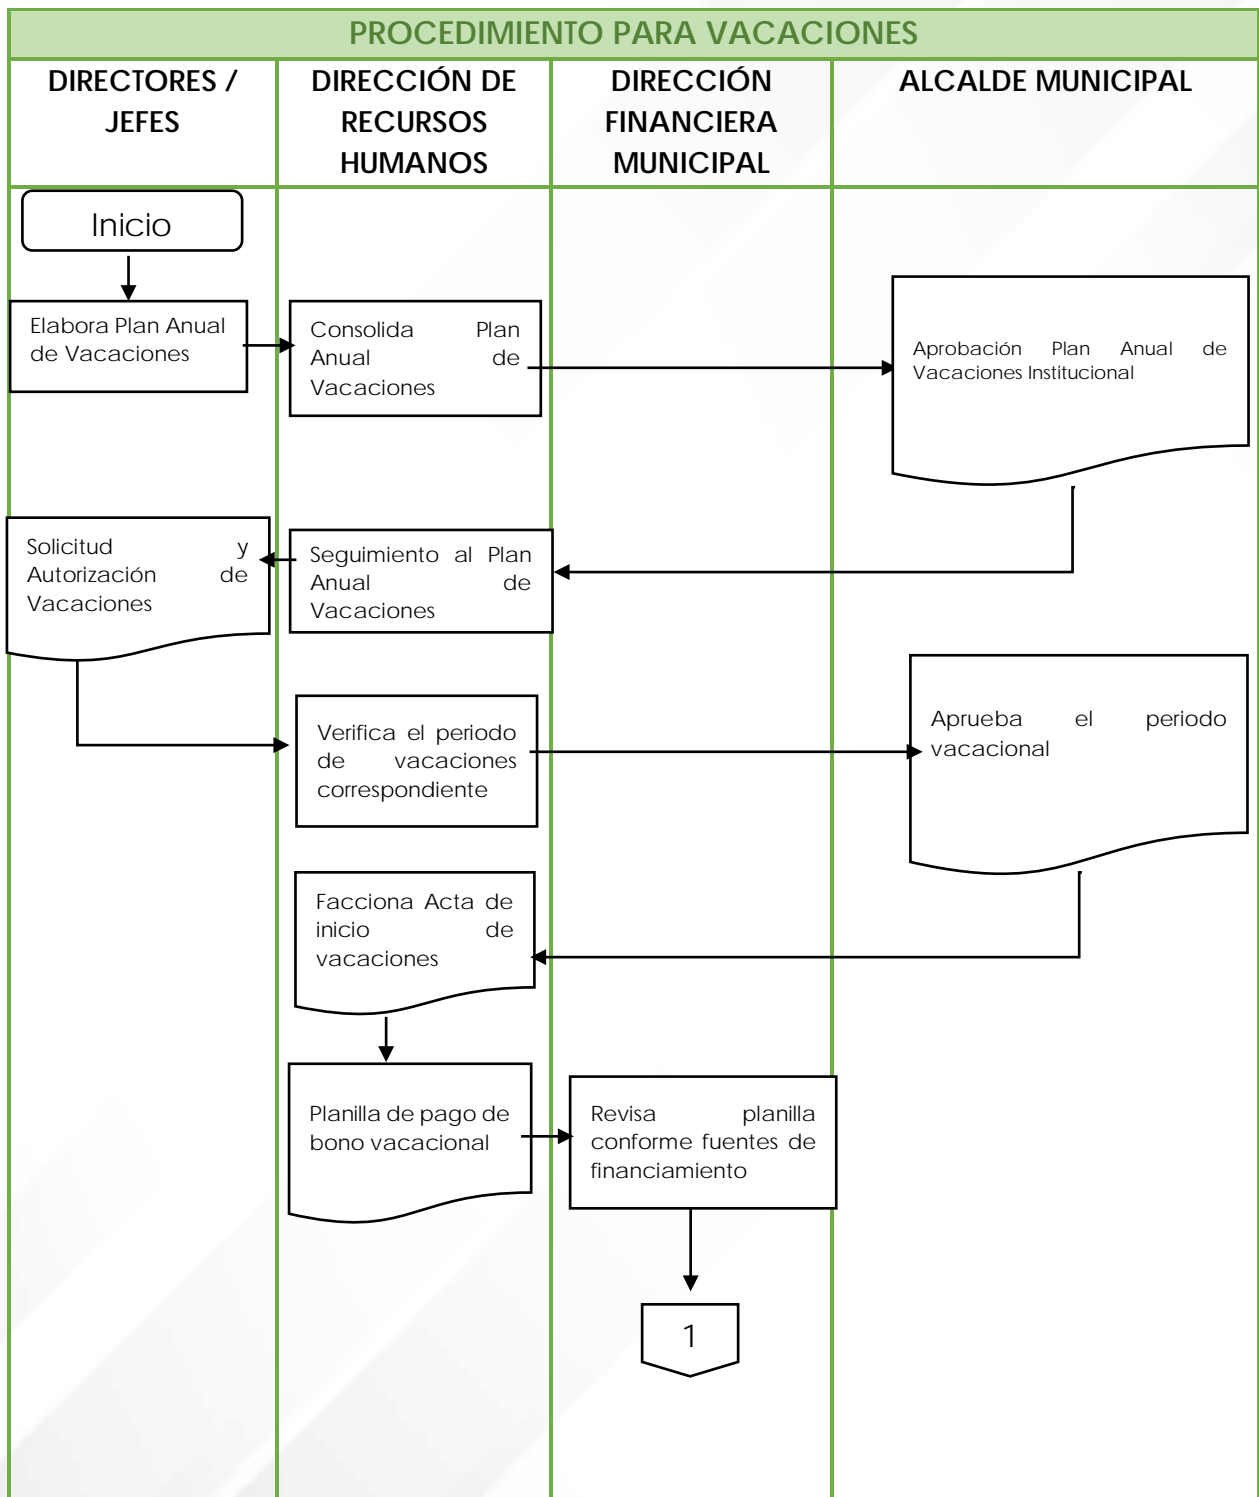 PROCEDIMIENTO PARA VACACIONES
DIRECTORES /
JEFES
DIRECCIÓN DE
RECURSOS
HUMANOS
DIRECCIÓN
FINANCIERA
MUNICIPAL
ALCALDE MUNICIPAL
Inicio
Elabora Plan Anual
de Vacaciones
Consolida Plan
Anual de
Vacaciones
Aprobación Plan Anual de
Vacaciones Institucional
Solicitud y
Autorización de
Vacaciones
Seguimiento al Plan
Anual de
Vacaciones
Verifica el periodo
de vacaciones
correspondiente
Aprueba el periodo
vacacional
Facciona Acta de
inicio de
vacaciones
Planilla de pago de
bono vacacional
Revisa planilla
conforme fuentes de
financiamiento
1